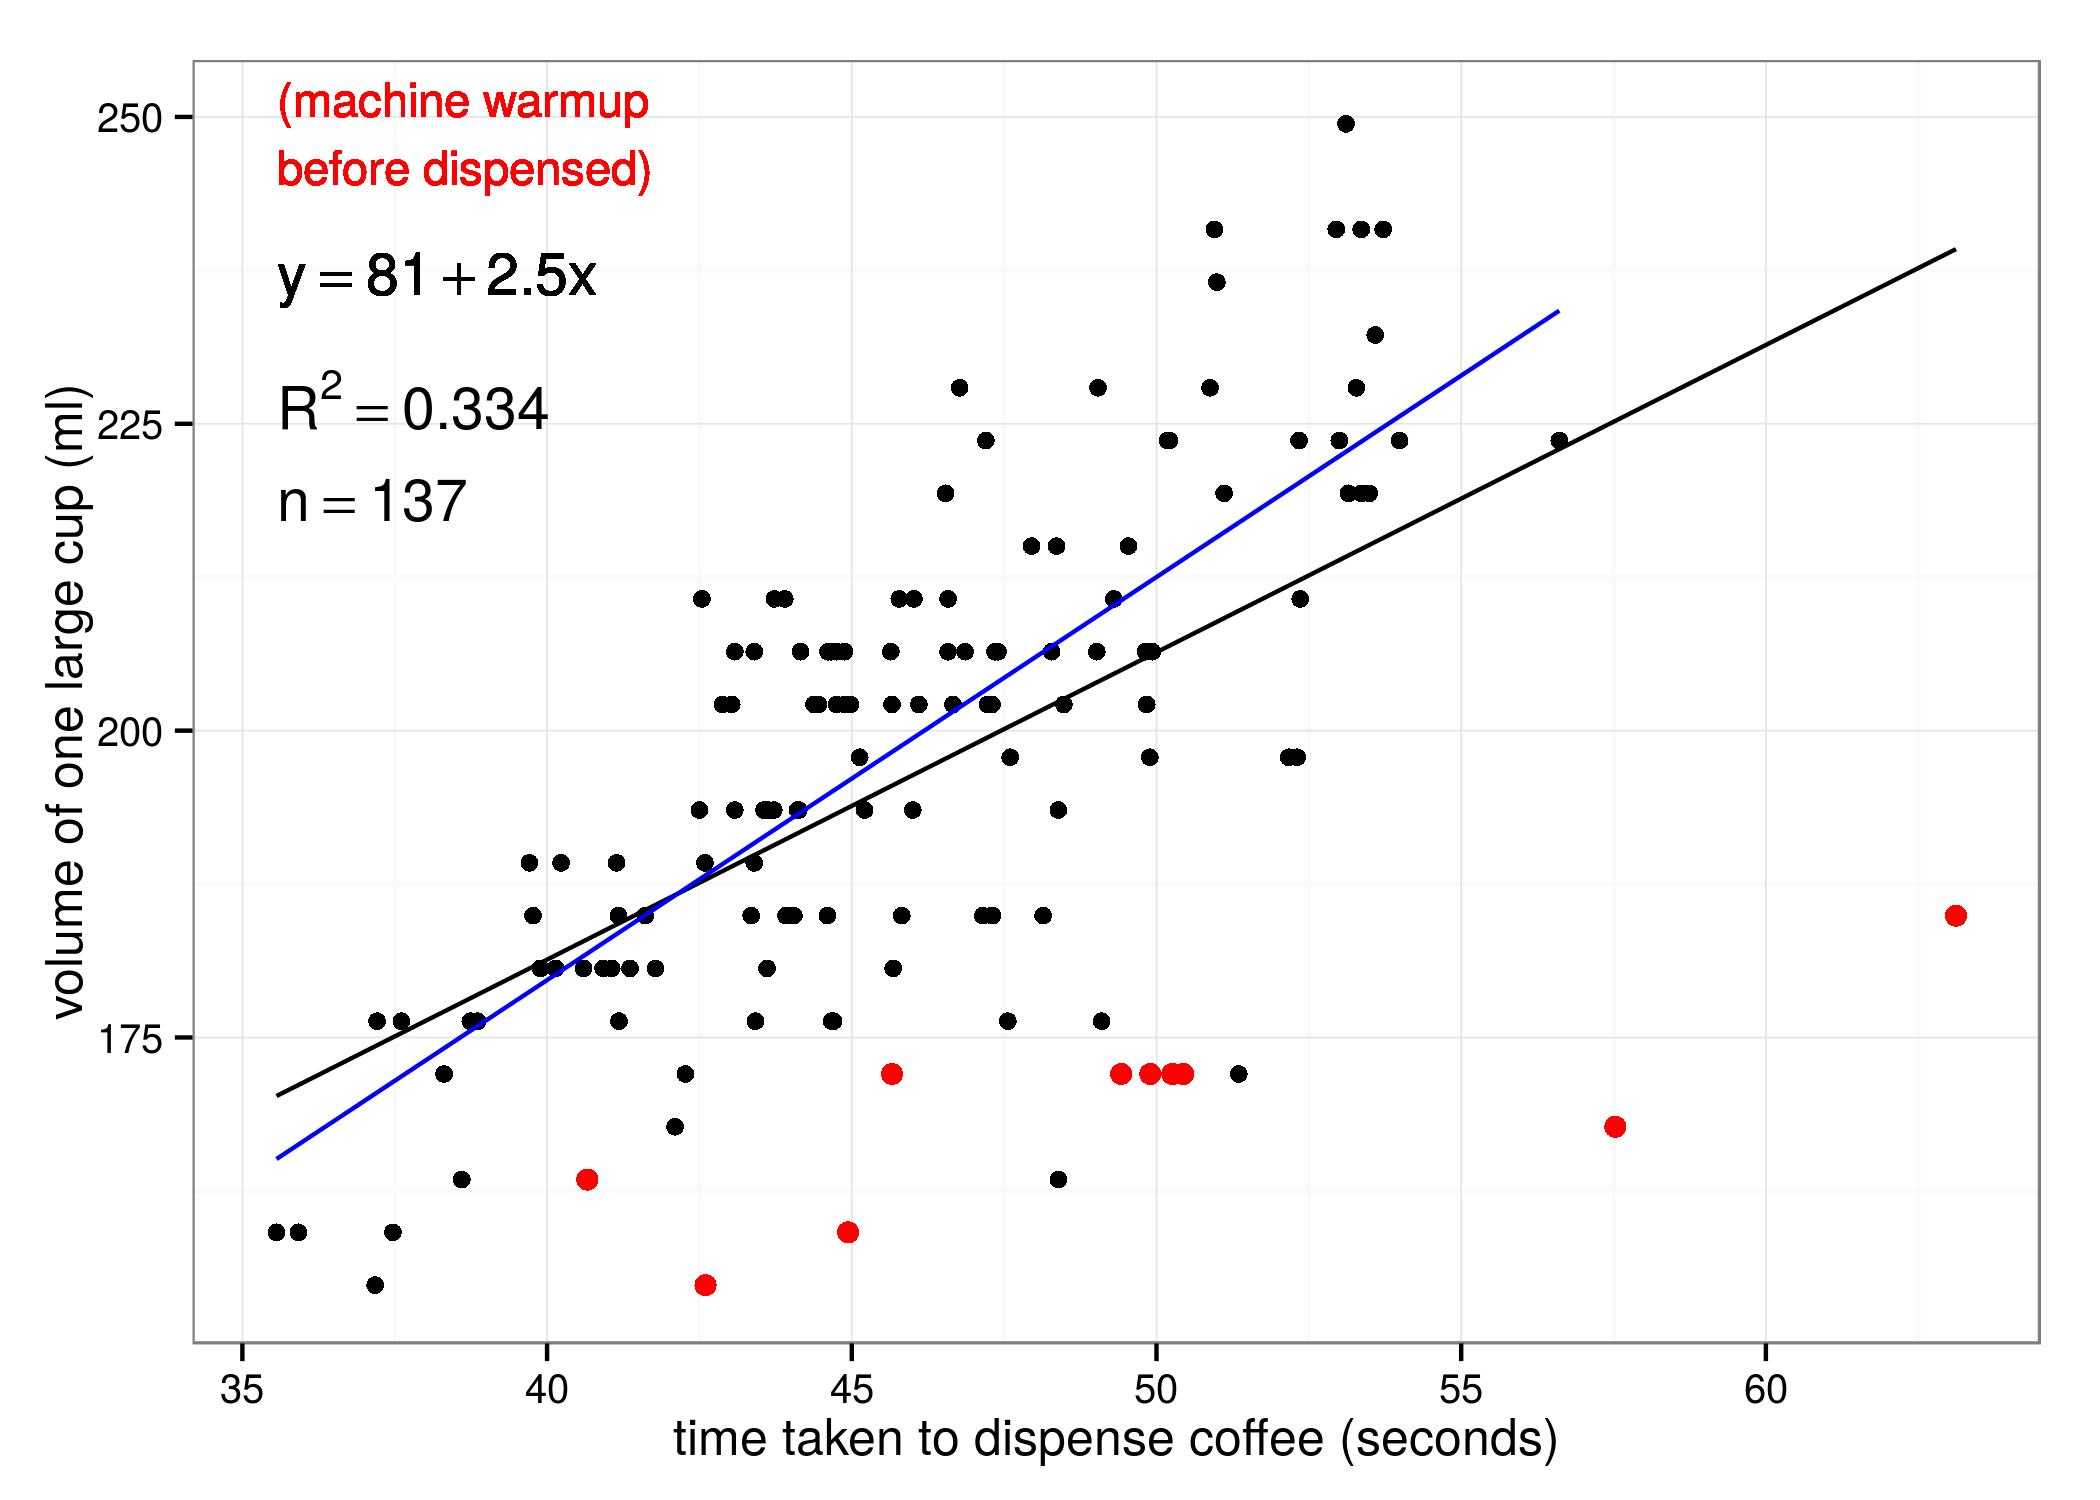 (machine warmup
before dispensed)
y = 81 + 2.5x
R² = 0.334
n = 137
volume of one large cup (ml)
250
225
200
175
35 40 45 50 55 60
time taken to dispense coffee (seconds)